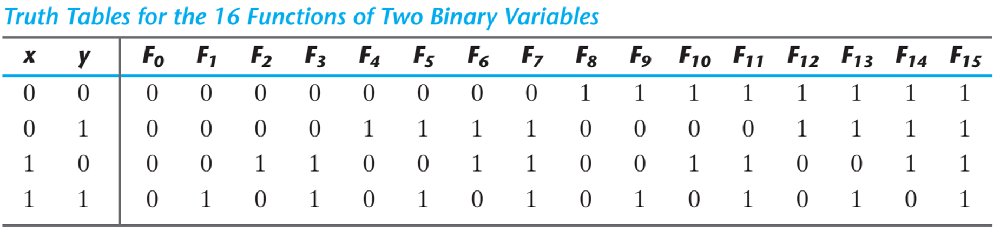 Truth Tables for the 16 Functions of Two Binary Variables
x y F0 F1 F2 F3 F4 F5 F6 F7 F8 F9 F10 F11 F12 F13 F14 F15
0 0 0 0 0 0 0 0 0 0 1 1 1 1 1 1 1 1
0 1 0 0 0 0 1 1 1 1 0 0 0 0 1 1 1 1
1 0 0 0 1 1 0 0 1 1 0 0 1 1 0 0 1 1
1 1 0 1 0 1 0 1 0 1 0 1 0 1 0 1 0 1